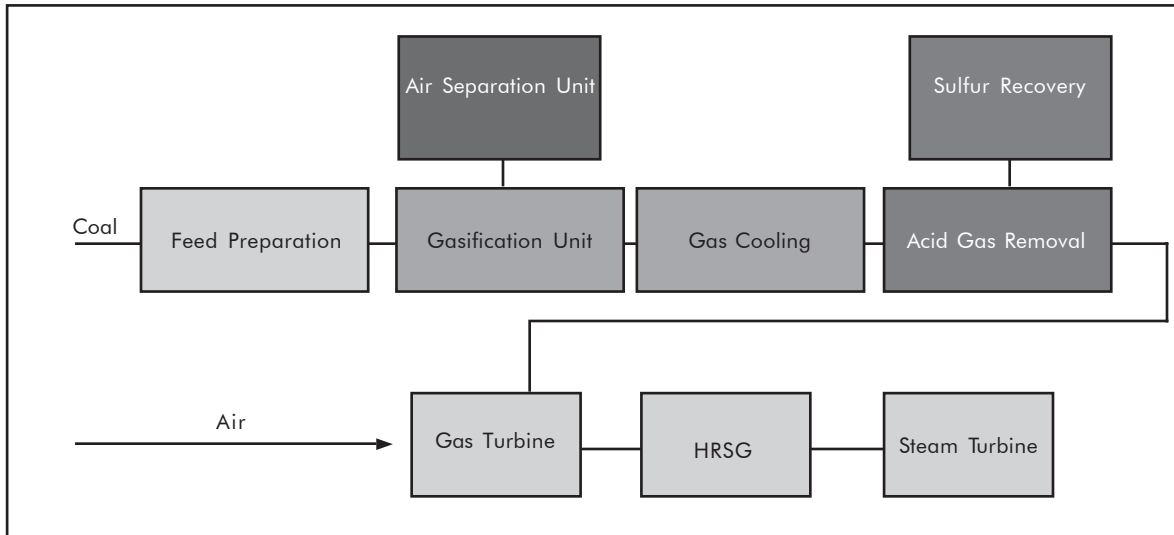 Air Separation Unit
Sulfur Recovery
Coal
Feed Preparation
Gasification Unit
Gas Cooling
Acid Gas Removal
Air
Gas Turbine
HRSG
Steam Turbine